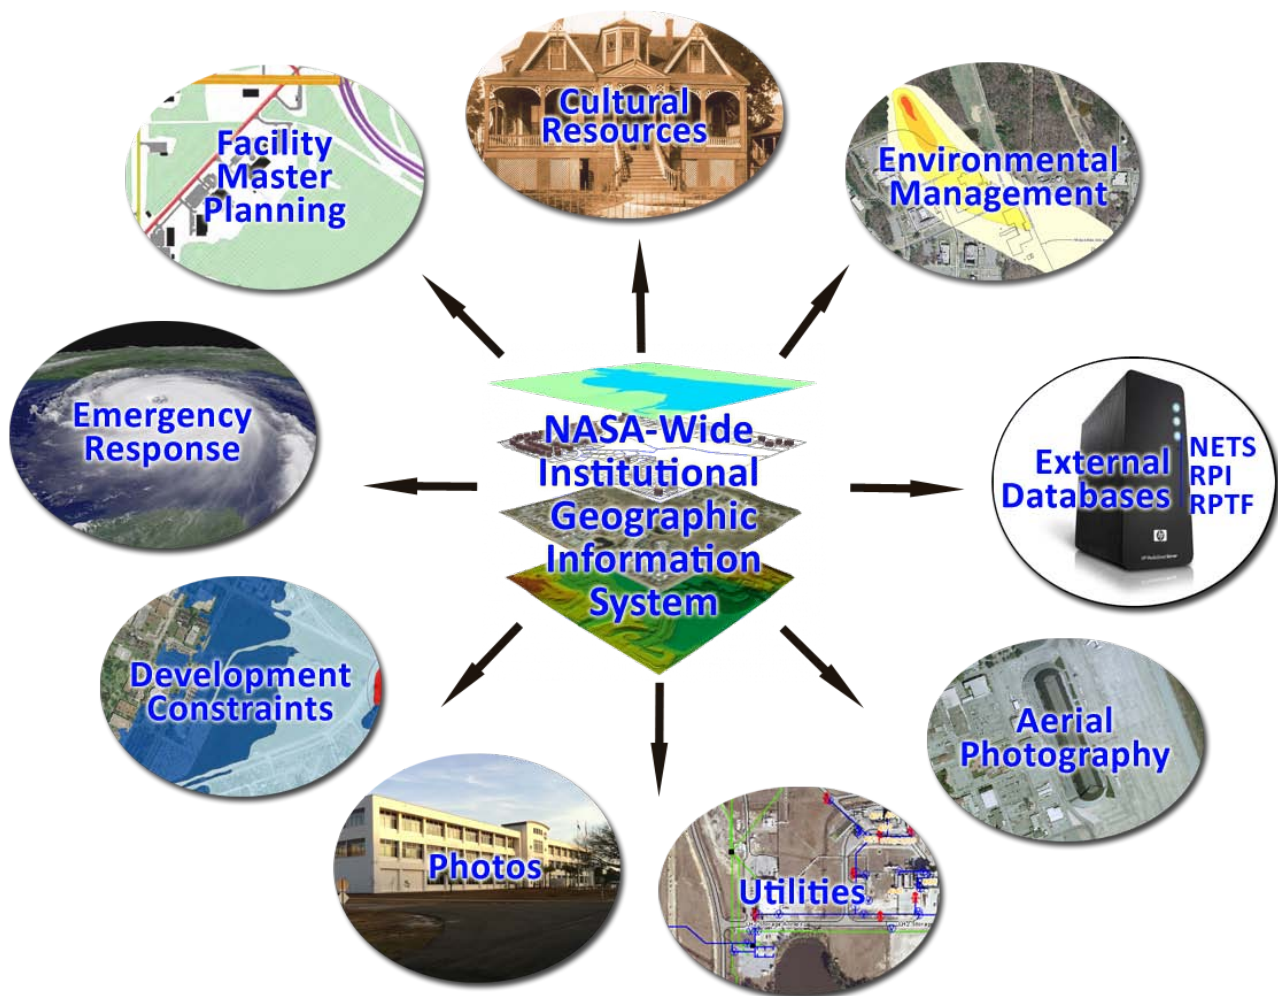 Cultural
Resources
Facility
Master
Planning
Environmental
Management
Emergency
Response
NASA-Wide
Institutional
Geographic
Information
System
External
Databases
NETS
RPI
RPTF
hp
Development
Constraints
Aerial
Photography
Photos
Utilities